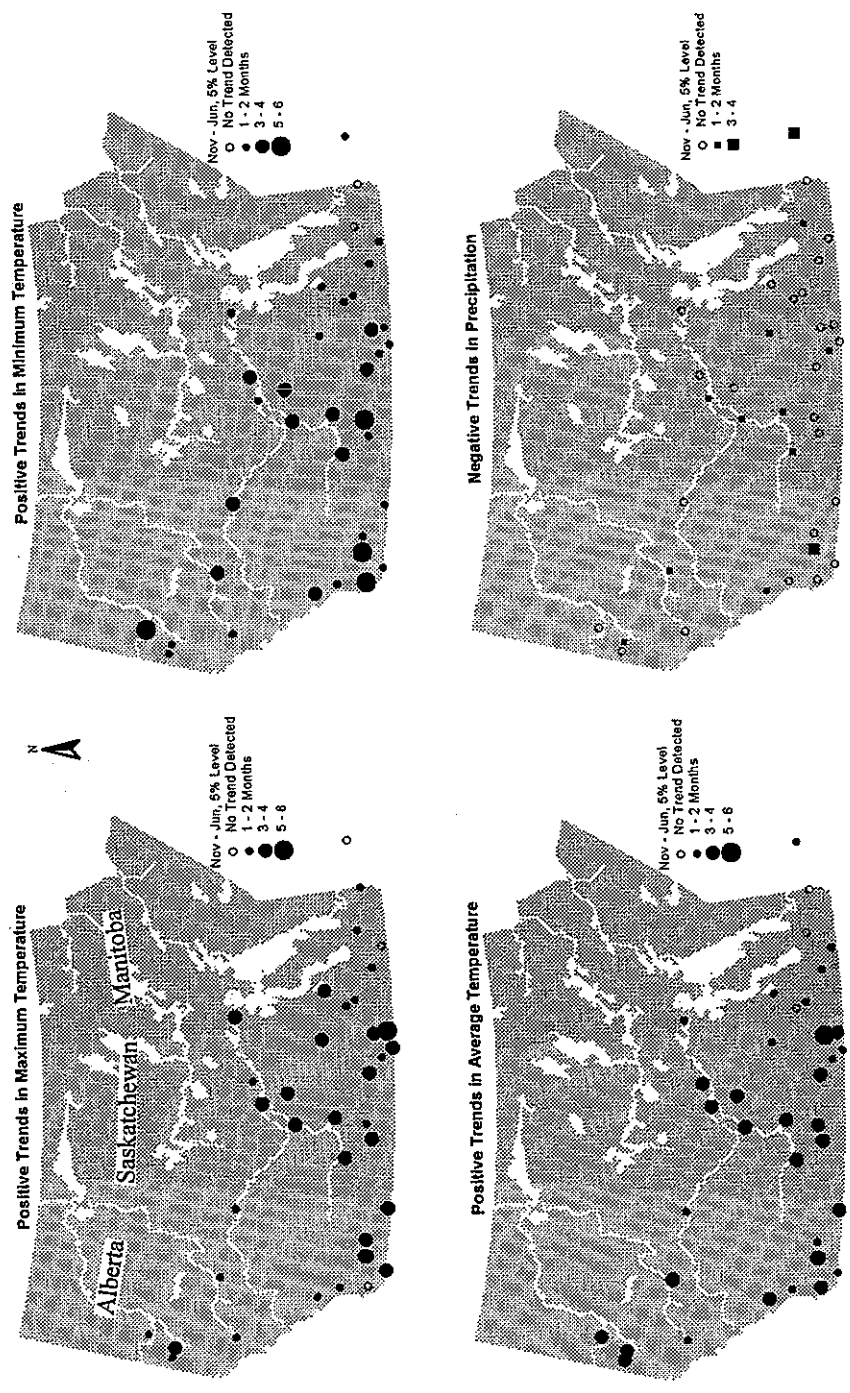 Positive Trends in Maximum Temperature
Alberta
Saskatchewan
Manitoba
Nov - Jun, 5% Level
No Trend Detected
1 - 2 Months
3 - 4
5 - 6
N
Positive Trends in Minimum Temperature
Nov - Jun, 5% Level
No Trend Detected
1 - 2 Months
3 - 4
5 - 6
Positive Trends in Average Temperature
Nov - Jun, 5% Level
No Trend Detected
1 - 2 Months
3 - 4
5 - 6
Negative Trends in Precipitation
Nov - Jun, 5% Level
No Trend Detected
1 - 2 Months
3 - 4